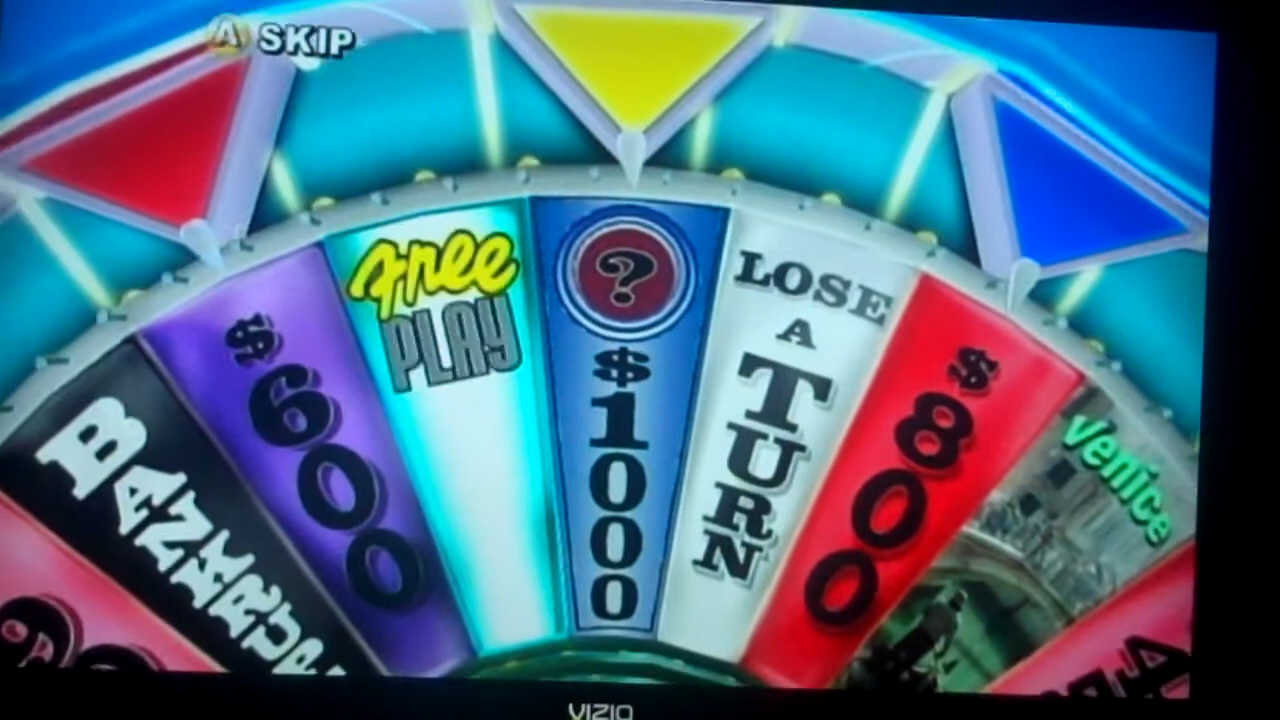 A SKIP
BANKRUPT
$600
Free
PLAY
?
$1000
LOSE
A
TURN
$800
Venice
VIZIO